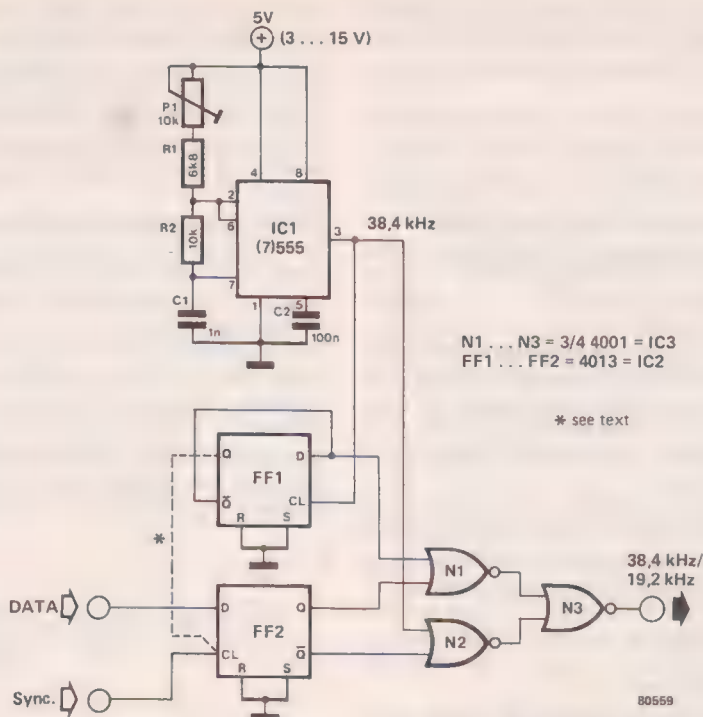 5V
(3 ... 15 V)
P1
10k
R1
6k8
4
8
2
6
R2
10k
IC1
(7)555
3
38,4 kHz
7
C1
1n
1
5
C2
100n
N1 ... N3 = 3/4 4001 = IC3
FF1 ... FF2 = 4013 = IC2
* see text
Q
D
FF1
Q̅
CL
R
S
*
N1
38,4 kHz/
19,2 kHz
DATA
D
Q
N3
FF2
N2
CL
Q̅
R
S
Sync.
80559